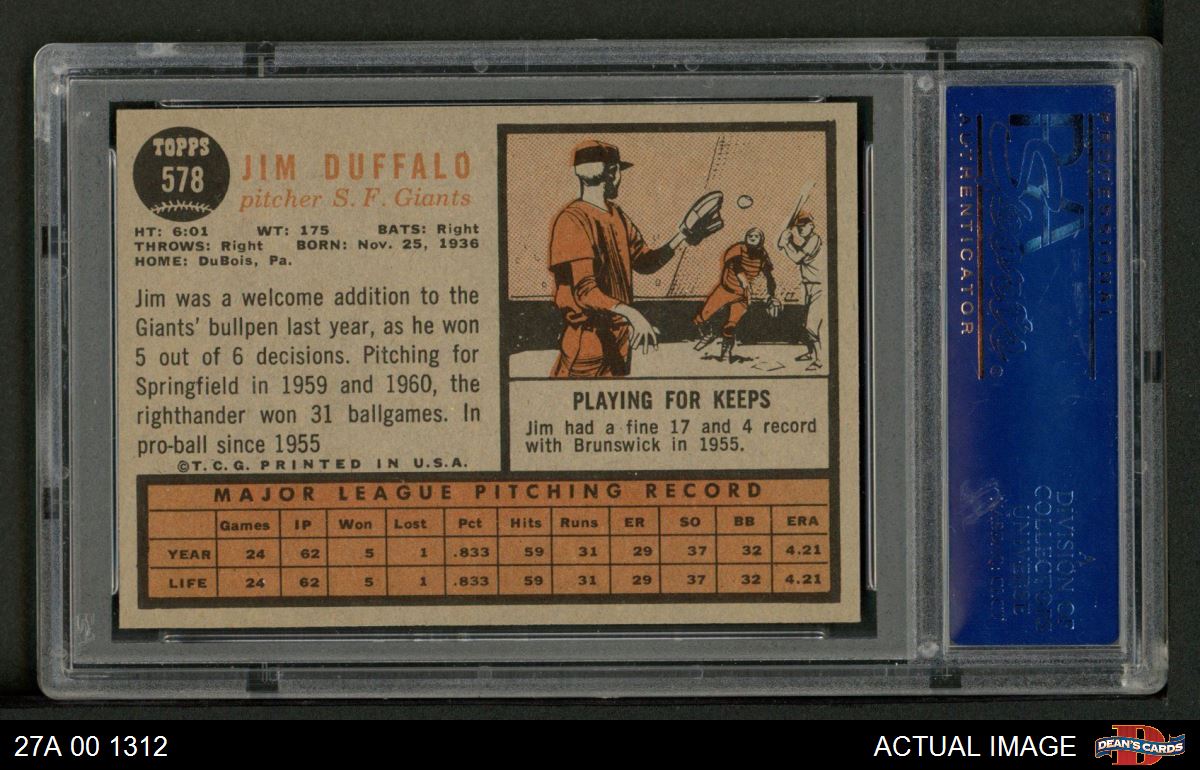 TOPPS
578
JIM DUFFALO
pitcher S. F. Giants
HT: 6:01 WT: 175 BATS: Right
THROWS: Right BORN: Nov. 25, 1936
HOME: DuBois, Pa.
Jim was a welcome addition to the
Giants' bullpen last year, as he won
5 out of 6 decisions. Pitching for
Springfield in 1959 and 1960, the
righthander won 31 ballgames. In
pro-ball since 1955
©T.C.G. PRINTED IN U.S.A.
PLAYING FOR KEEPS
Jim had a fine 17 and 4 record
with Brunswick in 1955.
MAJOR LEAGUE PITCHING RECORD
Games IP Won Lost Pct Hits Runs ER SO BB ERA
YEAR 24 62 5 1 .833 59 31 29 37 32 4.21
LIFE 24 62 5 1 .833 59 31 29 37 32 4.21
PROFESSIONAL
PSA
AUTHENTICATOR
A
DIVISION OF
COLLECTORS
UNIVERSE
27A 00 1312
ACTUAL IMAGE
DEAN'S CARDS